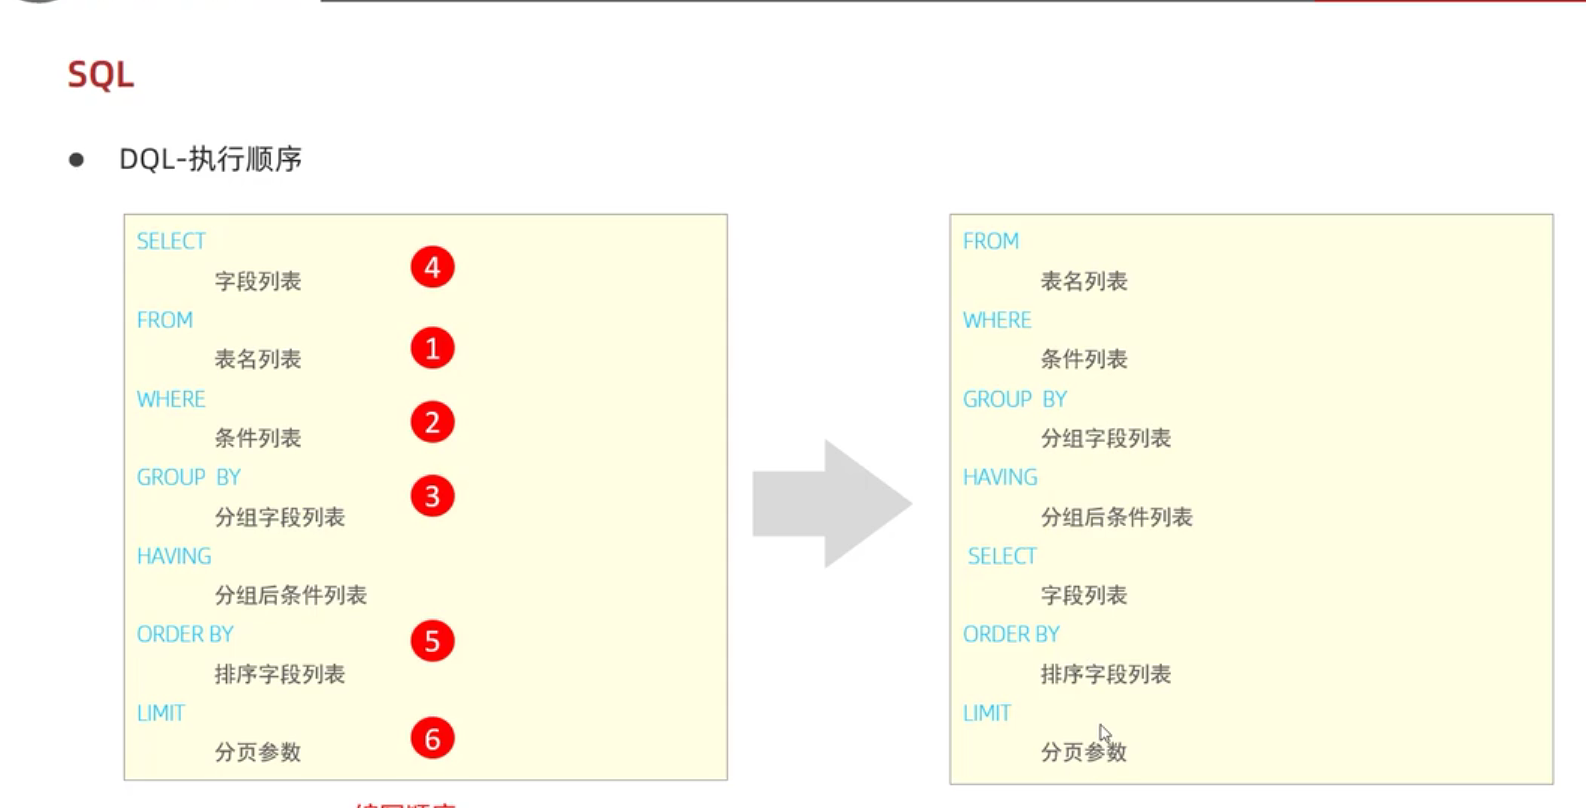 SQL
DQL-执行顺序
SELECT
字段列表
4
FROM
表名列表
1
WHERE
条件列表
2
GROUP BY
分组字段列表
3
HAVING
分组后条件列表
ORDER BY
排序字段列表
5
LIMIT
分页参数
6
FROM
表名列表
WHERE
条件列表
GROUP BY
分组字段列表
HAVING
分组后条件列表
SELECT
字段列表
ORDER BY
排序字段列表
LIMIT
分页参数